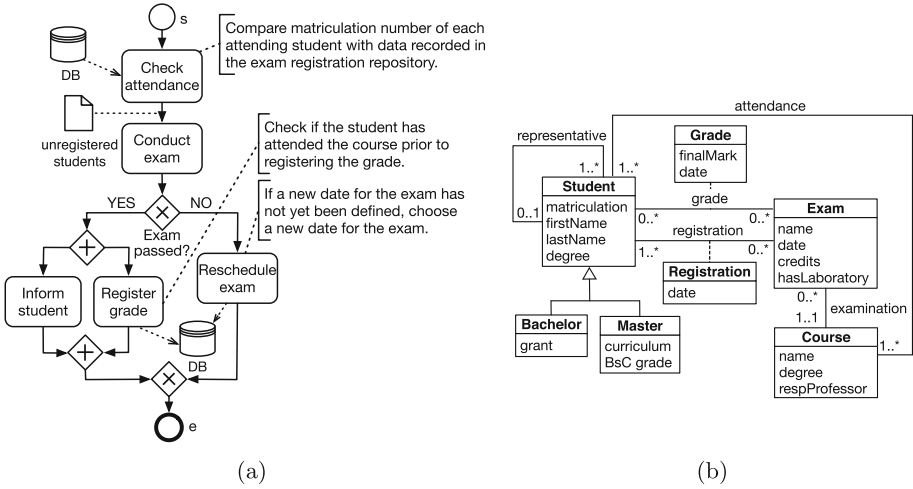 s
Compare matriculation number of each
attending student with data recorded in
the exam registration repository.
DB
Check
attendance
unregistered
students
Conduct
exam
Check if the student has
attended the course prior to
registering the grade.
If a new date for the exam has
not yet been defined, choose
a new date for the exam.
YES
NO
Exam
passed?
Inform
student
Register
grade
Reschedule
exam
DB
e
(a)
attendance
representative
1..*
1..*
0..1
Student
matriculation
firstName
lastName
degree
Grade
finalMark
date
grade
0..*
0..*
registration
1..*
0..*
Registration
date
Exam
name
date
credits
hasLaboratory
0..*
1..1
examination
Bachelor
grant
Master
curriculum
BsC grade
Course
name
degree
respProfessor
1..*
(b)